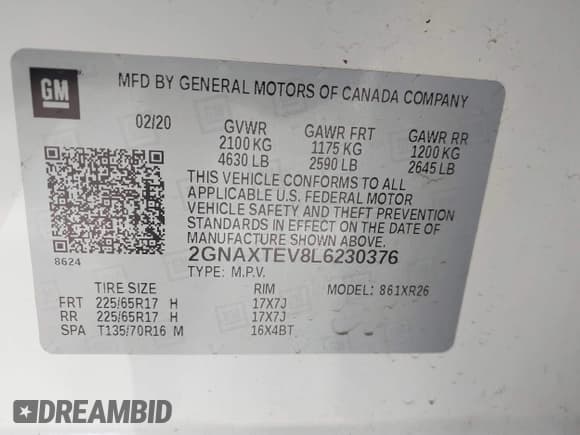 GM
MFD BY GENERAL MOTORS OF CANADA COMPANY
02/20 GVWR GAWR FRT GAWR RR
2100 KG 1175 KG 1200 KG
4630 LB 2590 LB 2645 LB
THIS VEHICLE CONFORMS TO ALL
APPLICABLE U.S. FEDERAL MOTOR
VEHICLE SAFETY AND THEFT PREVENTION
STANDARDS IN EFFECT ON THE DATE OF
MANUFACTURE SHOWN ABOVE.
8624
2GNAXTEV8L6230376
TYPE: M.P.V.
TIRE SIZE RIM MODEL: 861XR26
FRT 225/65R17 H 17X7J
RR 225/65R17 H 17X7J
SPA T135/70R16 M 16X4BT
DREAMBID